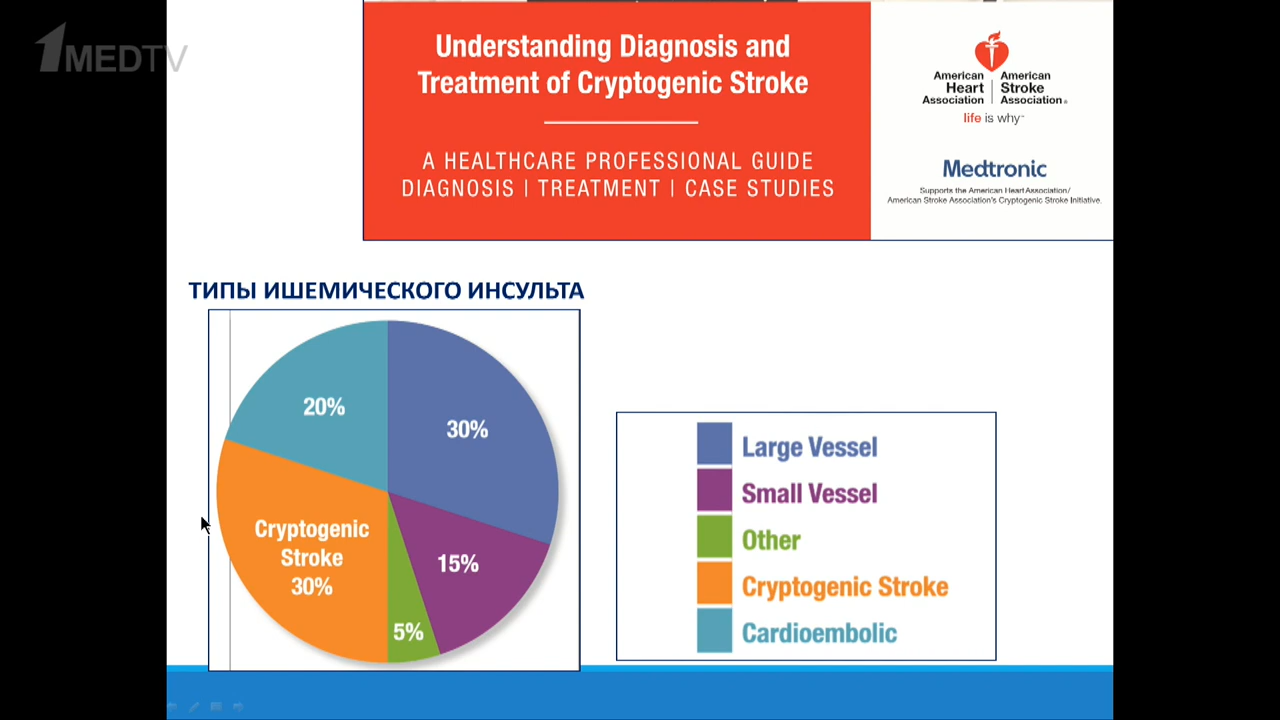 1MEDTV
Understanding Diagnosis and
Treatment of Cryptogenic Stroke
A HEALTHCARE PROFESSIONAL GUIDE
DIAGNOSIS | TREATMENT | CASE STUDIES
American
Heart
Association
American
Stroke
Association®
life is why™
Medtronic
Supports the American Heart Association/
American Stroke Association's Cryptogenic Stroke Initiative.
ТИПЫ ИШЕМИЧЕСКОГО ИНСУЛЬТА
20%
30%
Cryptogenic
Stroke
30%
15%
5%
Large Vessel
Small Vessel
Other
Cryptogenic Stroke
Cardioembolic